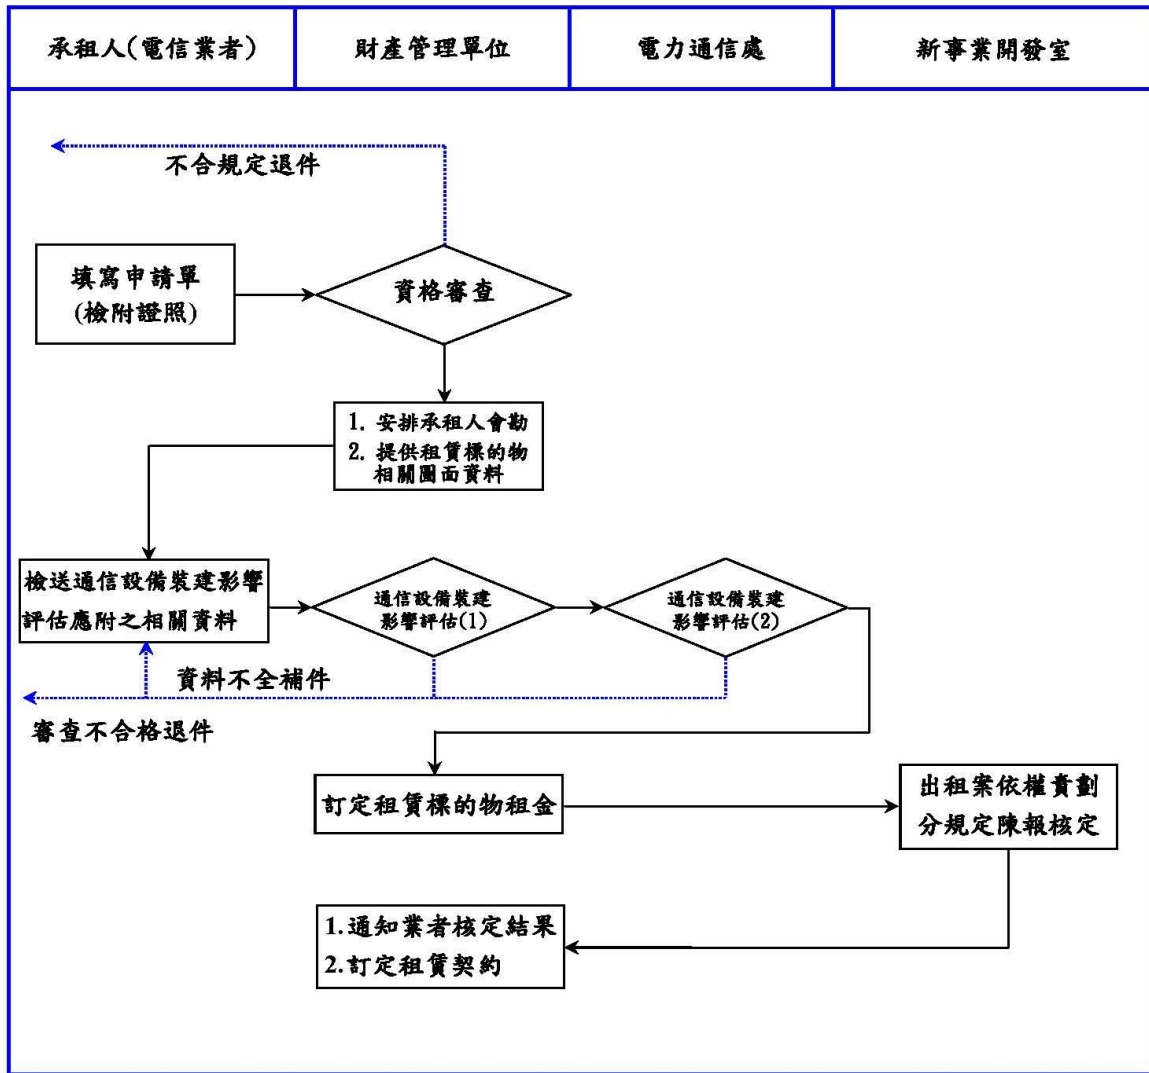 承租人(電信業者)
財產管理單位
電力通信處
新事業開發室
不合規定退件
填寫申請單
(檢附證照)
資格審查
1. 安排承租人會勘
2. 提供租賃標的物
相關圖面資料
檢送通信設備裝建影響
評估應附之相關資料
通信設備裝建
影響評估(1)
通信設備裝建
影響評估(2)
資料不全補件
審查不合格退件
訂定租賃標的物租金
出租案依權責劃
分規定陳報核定
1.通知業者核定結果
2.訂定租賃契約